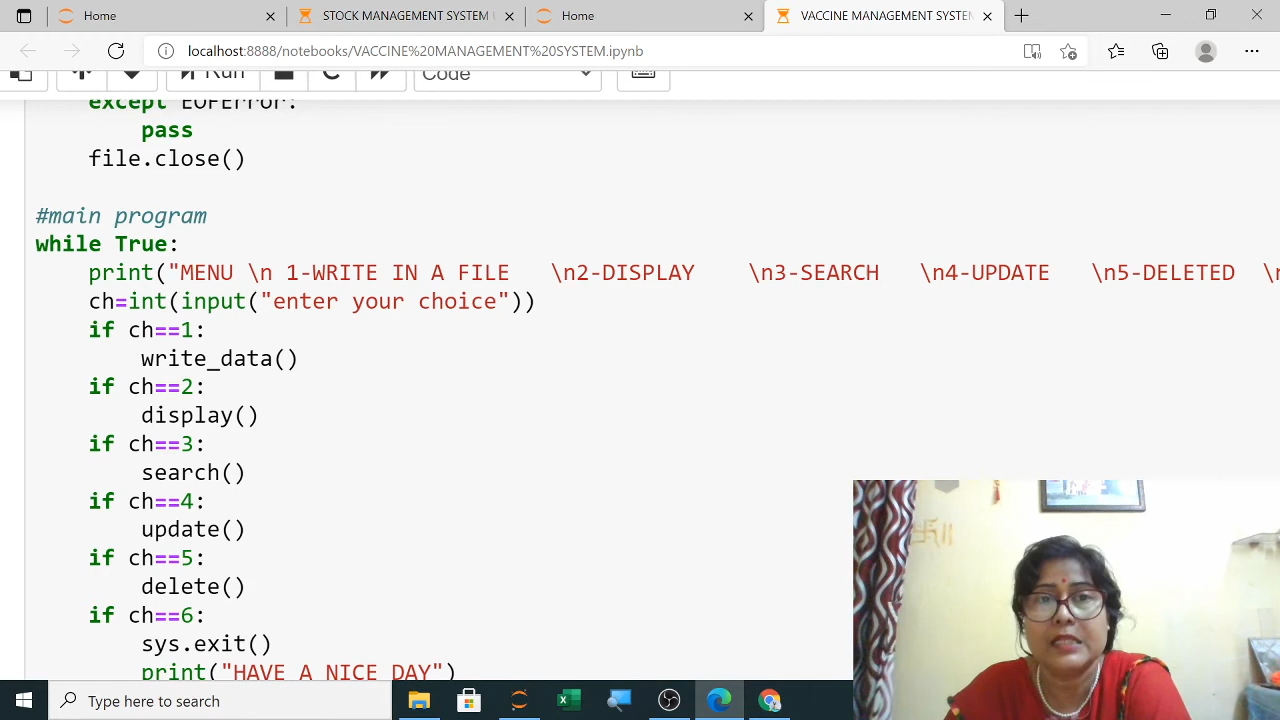 Home
STOCK MANAGEMENT SYSTEM
Home
VACCINE MANAGEMENT SYSTEM
localhost:8888/notebooks/VACCINE%20MANAGEMENT%20SYSTEM.ipynb
Run
Code
except EOFError:
pass
file.close()
#main program
while True:
print("MENU \n 1-WRITE IN A FILE \n2-DISPLAY \n3-SEARCH \n4-UPDATE \n5-DELETED \n
ch=int(input("enter your choice"))
if ch==1:
write_data()
if ch==2:
display()
if ch==3:
search()
if ch==4:
update()
if ch==5:
delete()
if ch==6:
sys.exit()
print("HAVE A NICE DAY")
Type here to search